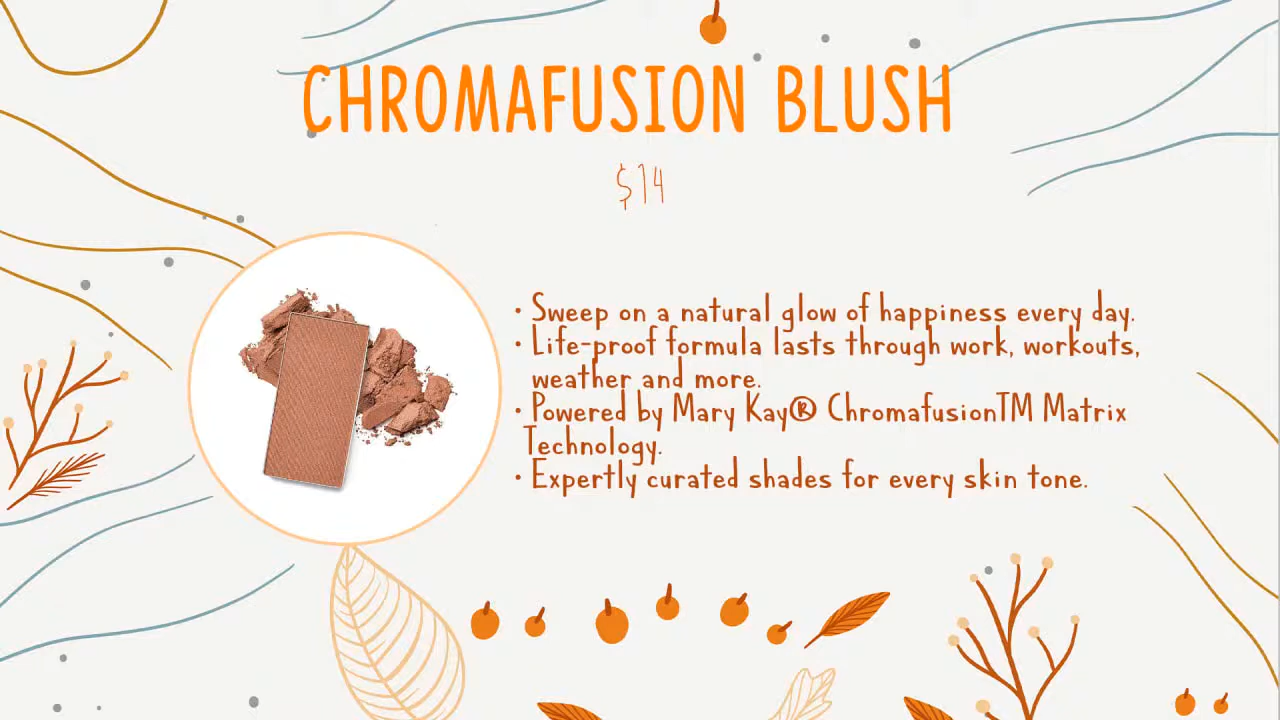 CHROMAFUSION BLUSH
$14
• Sweep on a natural glow of happiness every day.
• Life-proof formula lasts through work, workouts,
weather and more.
• Powered by Mary Kay® ChromafusionTM Matrix
Technology.
• Expertly curated shades for every skin tone.